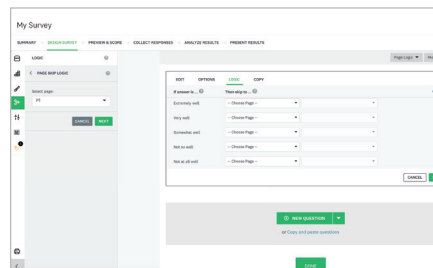 My Survey
SUMMARY DESIGN SURVEY PREVIEW & SCORE COLLECT RESPONSES ANALYZE RESULTS PRESENT RESULTS
LOGIC
Page Logic
PAGE SKIP LOGIC
Select page:
P1
CANCEL NEXT
EDIT OPTIONS LOGIC COPY
If answer is ... Then skip to ...
Extremely well -- Choose Page --
Very well -- Choose Page --
Somewhat well -- Choose Page --
Not so well -- Choose Page --
Not at all well -- Choose Page --
CANCEL
NEW QUESTION
or Copy and paste questions
DONE